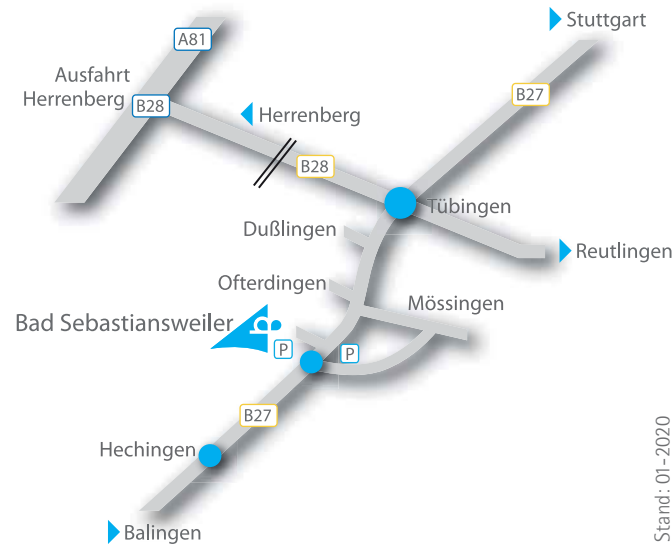 Stuttgart
A81
Ausfahrt
Herrenberg
B28
B27
Herrenberg
B28
Tübingen
Dußlingen
Reutlingen
Ofterdingen
Mössingen
Bad Sebastiansweiler
P
P
B27
Hechingen
Balingen
Stand: 01-2020